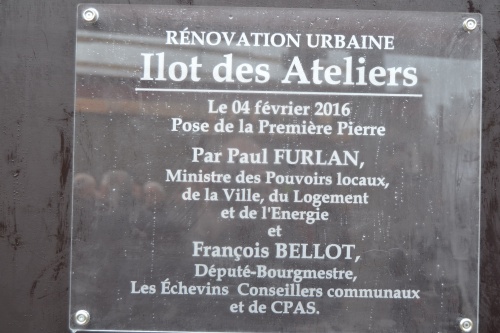 RÉNOVATION URBAINE
Ilot des Ateliers
Le 04 février 2016
Pose de la Première Pierre
Par Paul FURLAN,
Ministre des Pouvoirs locaux,
de la Ville, du Logement
et de l'Energie
et
François BELLOT,
Député-Bourgmestre,
Les Échevins Conseillers communaux
et de CPAS.